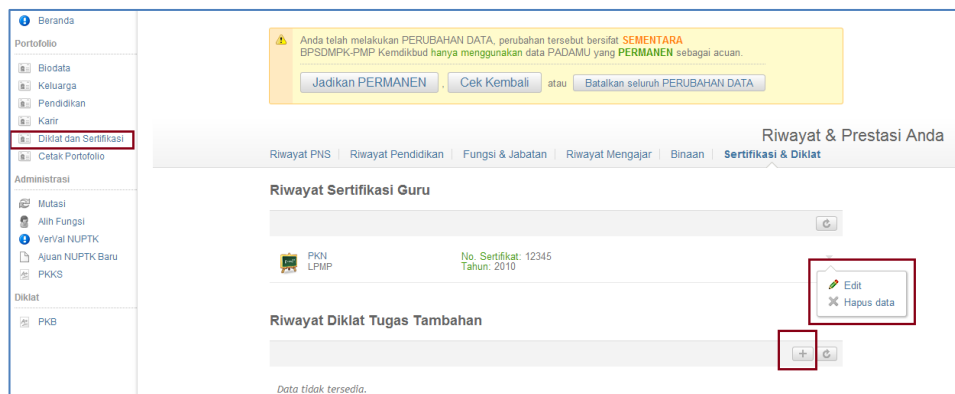 Beranda
Portofolio
Biodata
Keluarga
Pendidikan
Karir
Diklat dan Sertifikasi
Cetak Portofolio
Administrasi
Mutasi
Alih Fungsi
VerVal NUPTK
Ajuan NUPTK Baru
PKKS
Diklat
PKB
Anda telah melakukan PERUBAHAN DATA, perubahan tersebut bersifat SEMENTARA
BPSDMPK-PMP Kemdikbud hanya menggunakan data PADAMU yang PERMANEN sebagai acuan.
Jadikan PERMANEN , Cek Kembali atau Batalkan seluruh PERUBAHAN DATA
Riwayat & Prestasi Anda
Riwayat PNS Riwayat Pendidikan Fungsi & Jabatan Riwayat Mengajar Binaan Sertifikasi & Diklat
Riwayat Sertifikasi Guru
PKN No. Sertifikat: 12345
LPMP Tahun: 2010
Edit
Hapus data
Riwayat Diklat Tugas Tambahan
Data tidak tersedia.